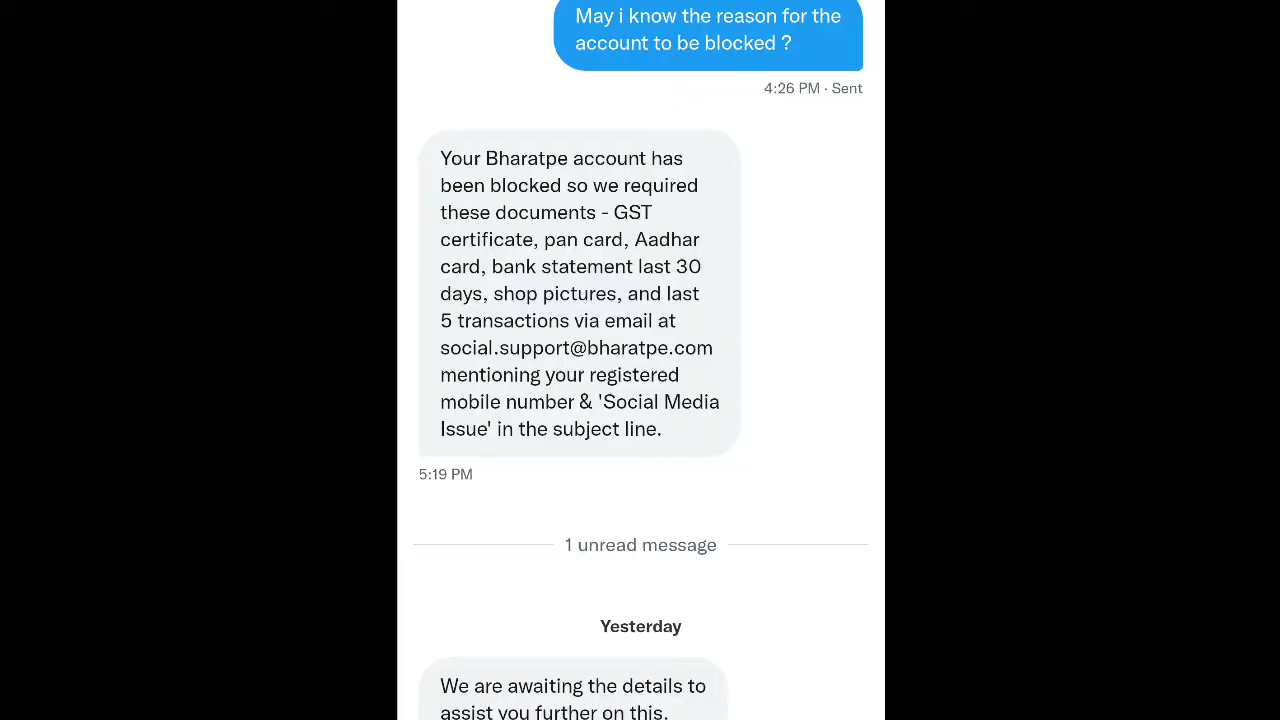 May i know the reason for the
account to be blocked ?
4:26 PM · Sent
Your Bharatpe account has
been blocked so we required
these documents - GST
certificate, pan card, Aadhar
card, bank statement last 30
days, shop pictures, and last
5 transactions via email at
social.support@bharatpe.com
mentioning your registered
mobile number & 'Social Media
Issue' in the subject line.
5:19 PM
1 unread message
Yesterday
We are awaiting the details to
assist you further on this.